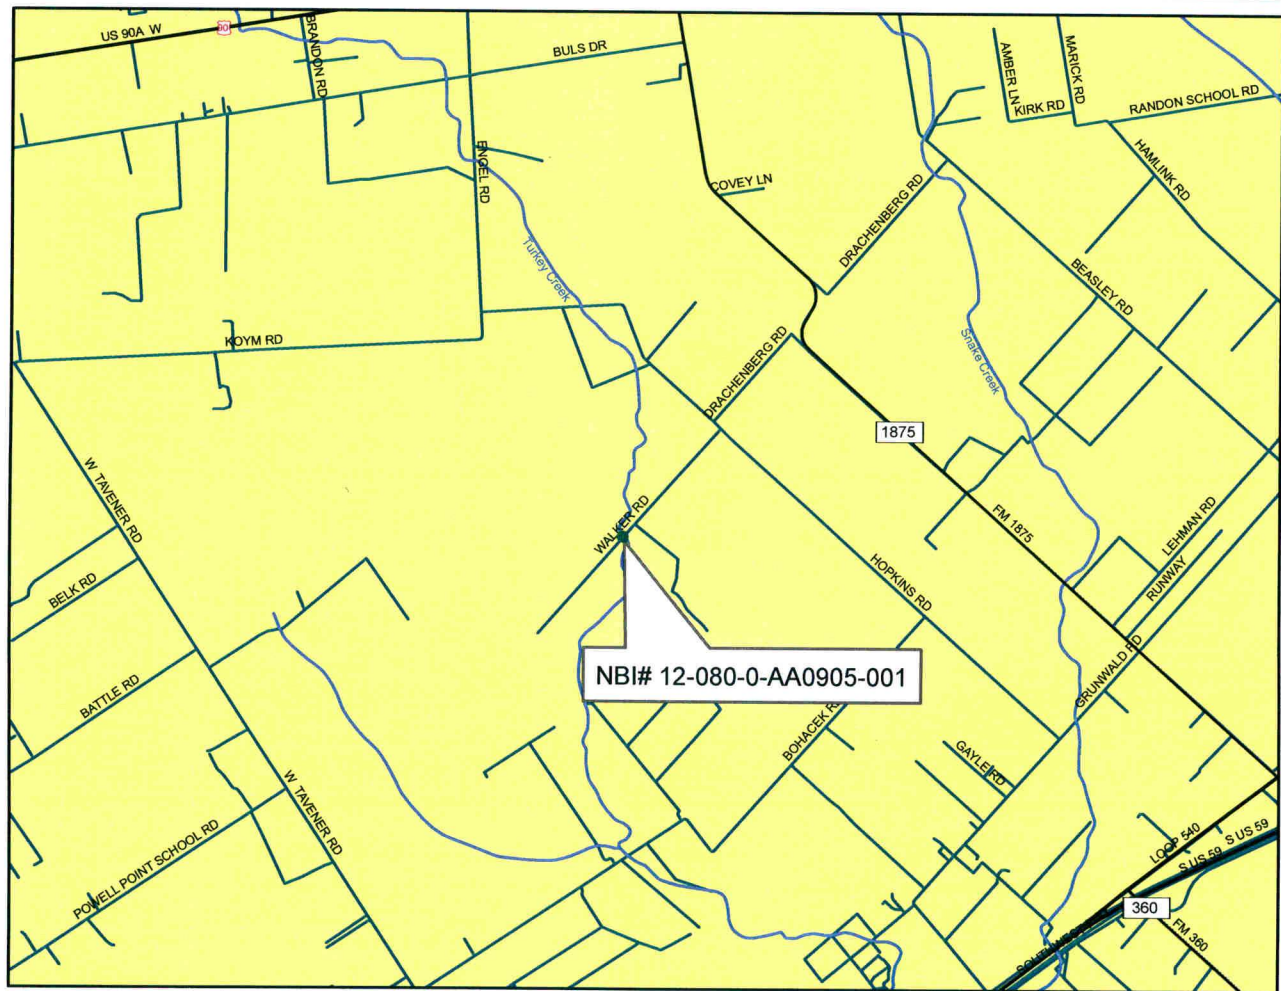 US 90A W
90
BRANDON RD
BULS DR
AMBER LN
MARICK RD
KIRK RD
RANDON SCHOOL RD
ENGEL RD
HAMLINK RD
COVEY LN
DRACHENBERG RD
Turkey Creek
BEASLEY RD
KOYM RD
DRACHENBERG RD
Snake Creek
1875
W TAVENER RD
WALKER RD
FM 1875
LEHMAN RD
BELK RD
HOPKINS RD
RUNWAY
NBI# 12-080-0-AA0905-001
BATTLE RD
GRUNWALD RD
BOHACEK RD
GAYLE RD
W TAVENER RD
POWELL POINT SCHOOL RD
LOOP 540
S US 59
S US 59
360
FM 360